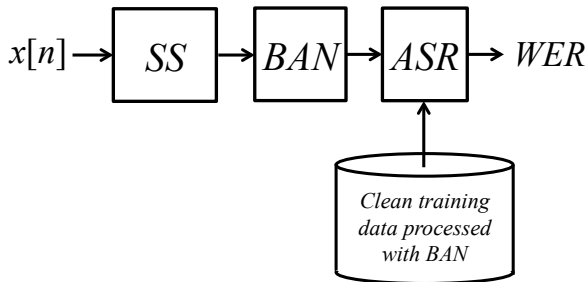 x[n] SS BAN ASR WER
Clean training
data processed
with BAN